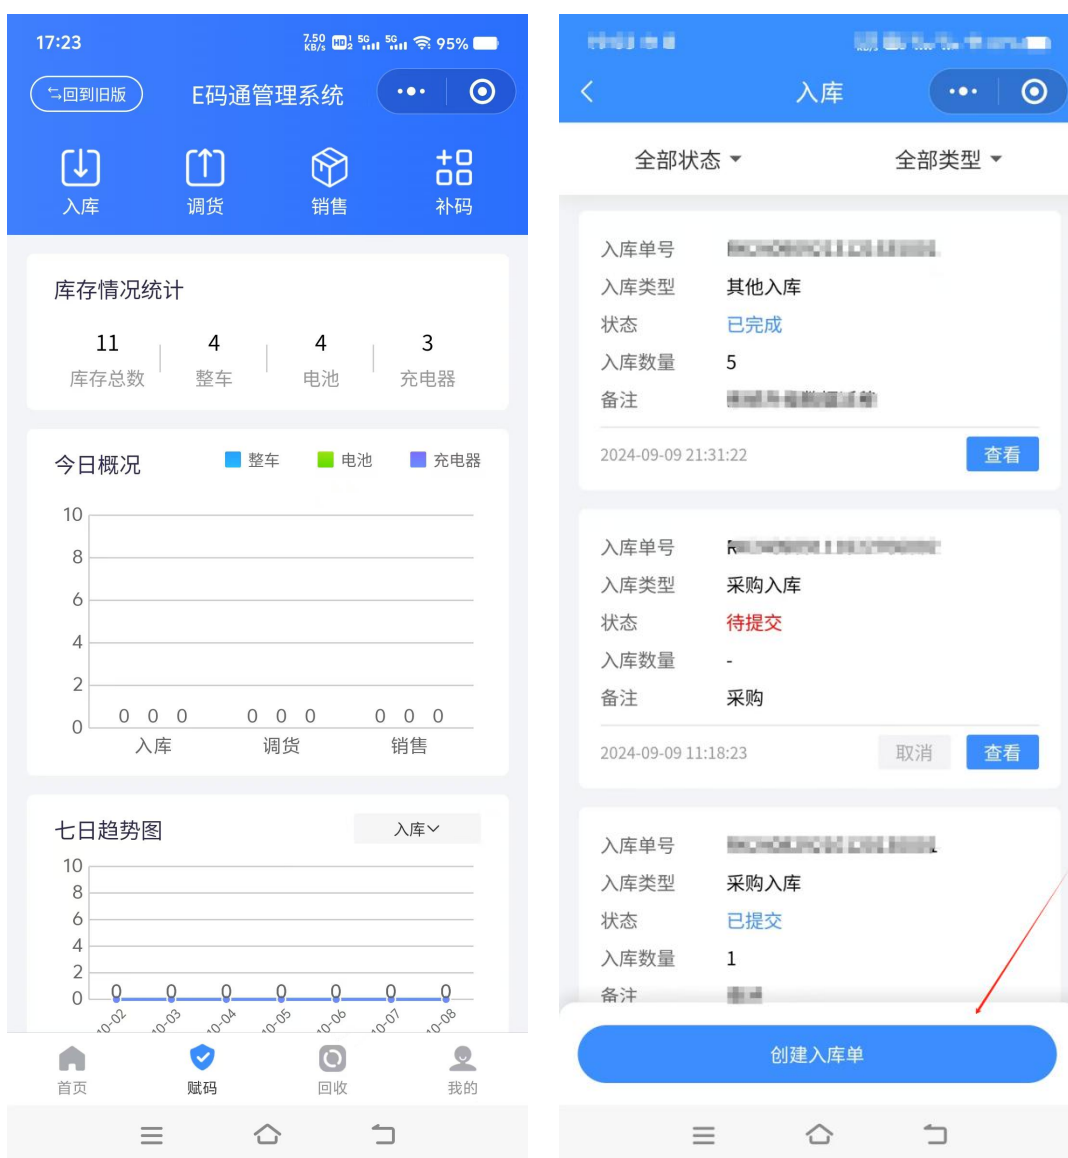 17:23
7.50 KB/s HD 1 2 5G 5G 95%
回到旧版
E码通管理系统
入库 调货 销售 补码
库存情况统计
11 4 4 3
库存总数 整车 电池 充电器
今日概况
整车 电池 充电器
10
8
6
4
2
0
0 0 0 0 0 0 0 0 0
入库 调货 销售
七日趋势图
入库
10
8
6
4
2
0
0 0 0 0 0 0 0
10-02 10-03 10-04 10-05 10-06 10-07 10-08
首页 赋码 回收 我的
入库
全部状态 全部类型
入库单号
入库类型 其他入库
状态 已完成
入库数量 5
备注
2024-09-09 21:31:22 查看
入库单号
入库类型 采购入库
状态 待提交
入库数量 -
备注 采购
2024-09-09 11:18:23 取消 查看
入库单号
入库类型 采购入库
状态 已提交
入库数量 1
备注
创建入库单